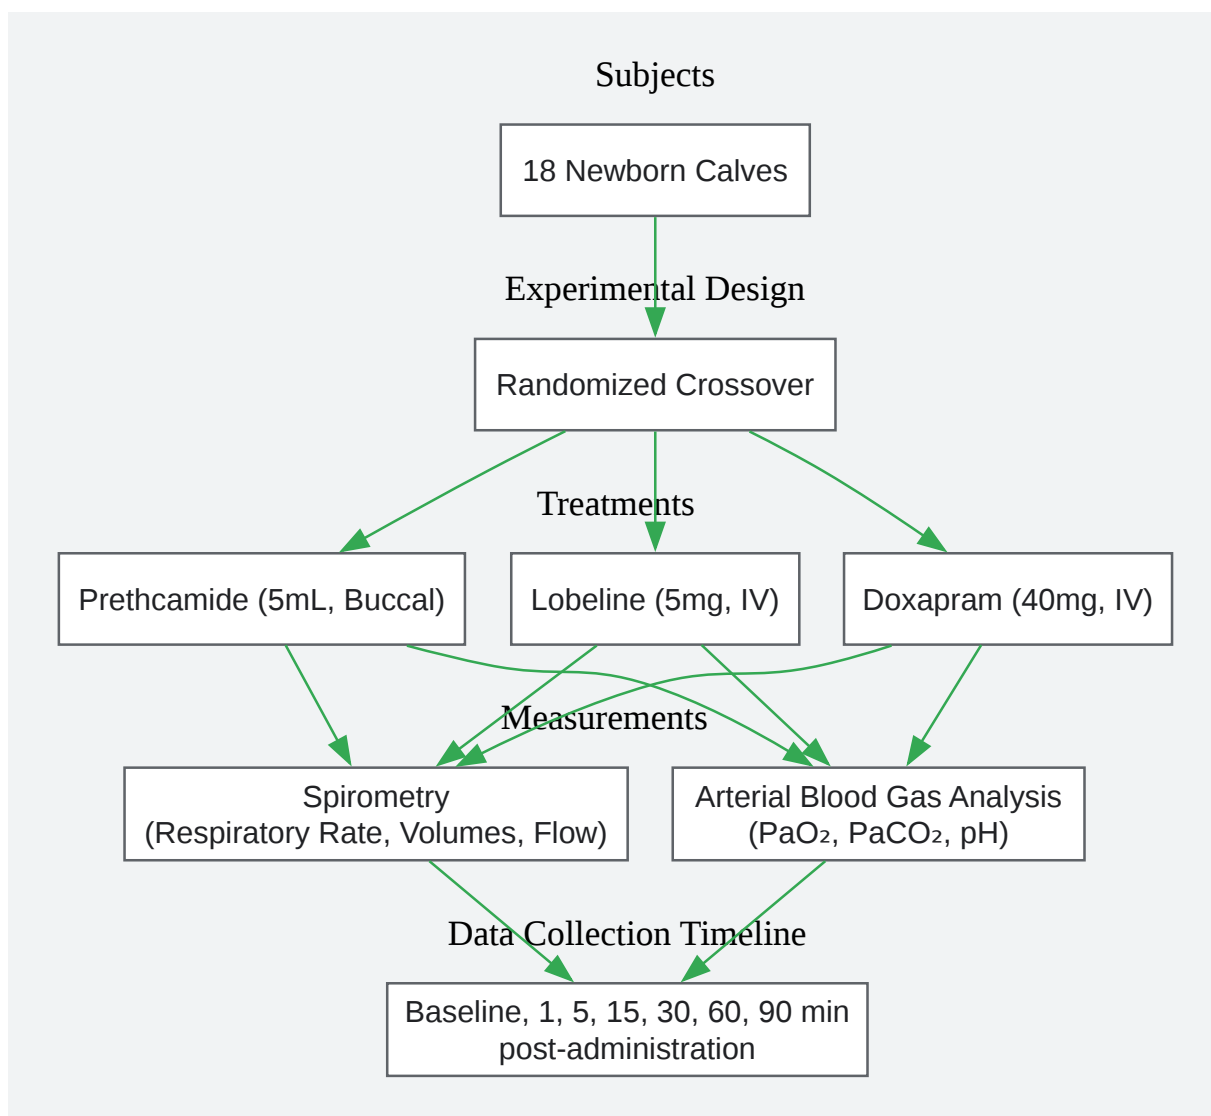 Subjects
18 Newborn Calves
Experimental Design
Randomized Crossover
Treatments
Prethcamide (5mL, Buccal)
Lobeline (5mg, IV)
Doxapram (40mg, IV)
Measurements
Spirometry
(Respiratory Rate, Volumes, Flow)
Arterial Blood Gas Analysis
(PaO₂, PaCO₂, pH)
Data Collection Timeline
Baseline, 1, 5, 15, 30, 60, 90 min
post-administration